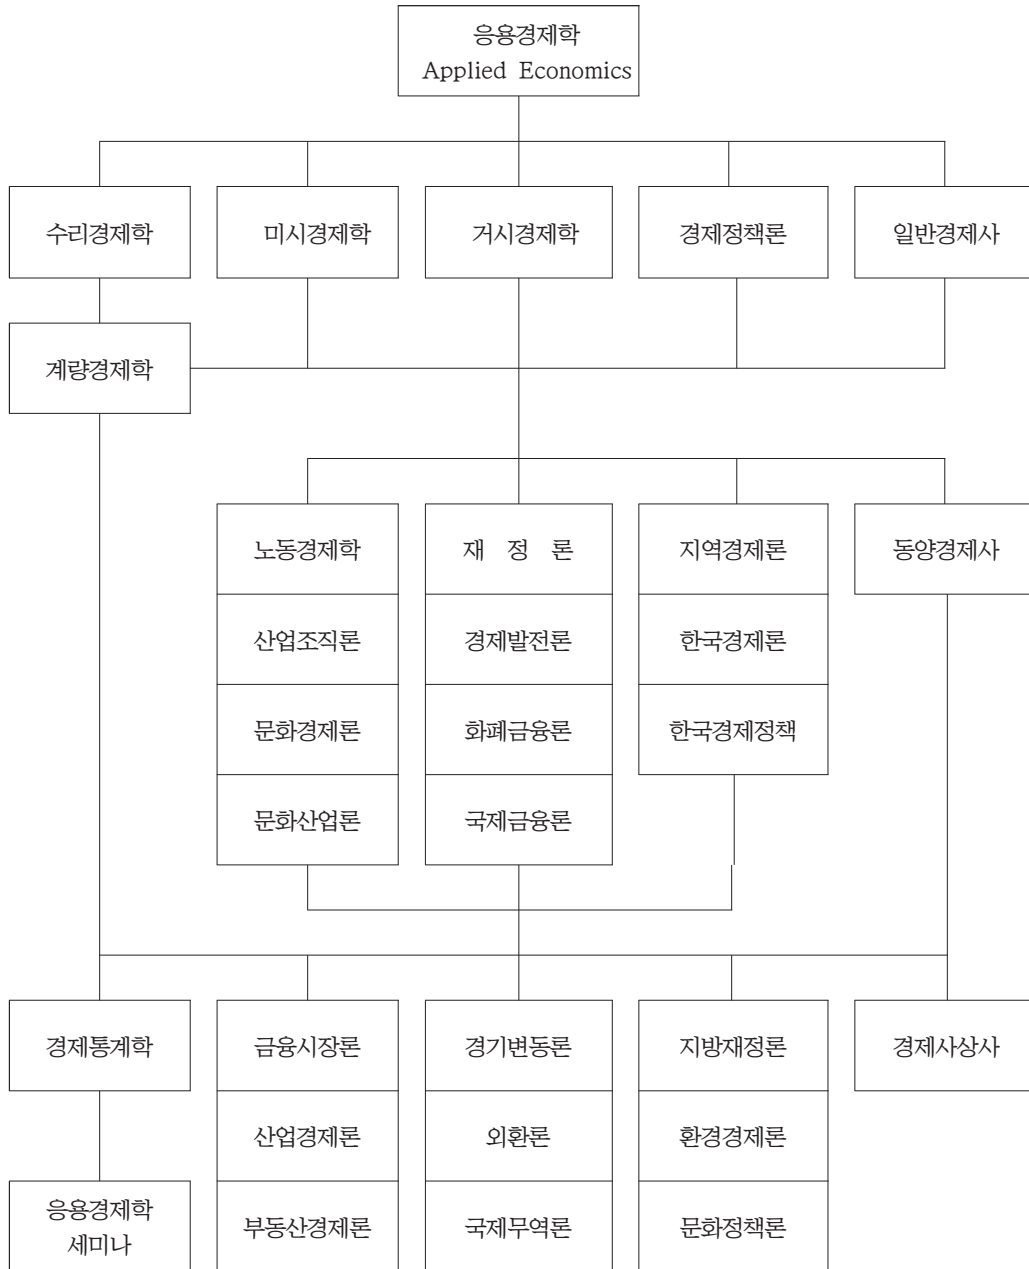 응용경제학
Applied Economics
수리경제학
미시경제학
거시경제학
경제정책론
일반경제사
계량경제학
노동경제학
재 정 론
지역경제론
동양경제사
산업조직론
경제발전론
한국경제론
문화경제론
화폐금융론
한국경제정책
문화산업론
국제금융론
경제통계학
금융시장론
경기변동론
지방재정론
경제사상사
산업경제론
외환론
환경경제론
응용경제학
세미나
부동산경제론
국제무역론
문화정책론